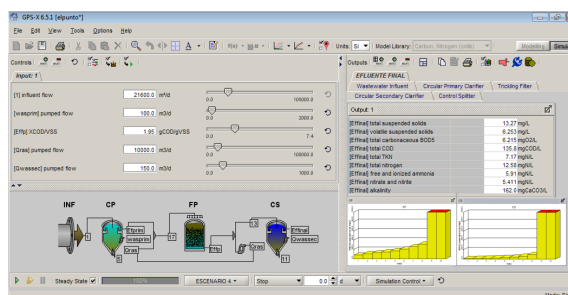 GPS-X 6.5.1 [elpunto*]
File Edit View Tools Options Help
Units: SI Model Library: Carbon, Nitrogen (cnlib) Modelling Simul
Controls: Outputs:
Input: 1
[1] influent flow 21600.0 m³/d 0.0 100000.0
[wasprim] pumped flow 100.0 m³/d 0.0 2000.0
[Effp] XCOD/VSS 1.95 gCOD/gVSS 0.0 7.4
[Qras] pumped flow 10000.0 m³/d 0.0 100000.0
[Qwassec] pumped flow 150.0 m³/d 0.0 1000.0
EFLUENTE FINAL
Wastewater Influent Circular Primary Clarifier Trickling Filter
Circular Secondary Clarifier Control Splitter
Output: 1
[Effinal] total suspended solids 13.27 mg/L
[Effinal] volatile suspended solids 6.253 mg/L
[Effinal] total carbonaceous BOD5 6.215 mgO2/L
[Effinal] total COD 135.8 mgCOD/L
[Effinal] total TKN 7.17 mgN/L
[Effinal] total nitrogen 12.58 mgN/L
[Effinal] free and ionized ammonia 5.91 mgN/L
[Effinal] nitrate and nitrite 5.411 mgN/L
[Effinal] alkalinity 162.0 mgCaCO3/L
INF CP FP CS
1
Effprim
wasprim
Qras
9
17
Effp
13
Qras
Effinal
Qwassec
11
Steady State 100% ESCENARIO 4 Stop 0.0 d Simulation Control